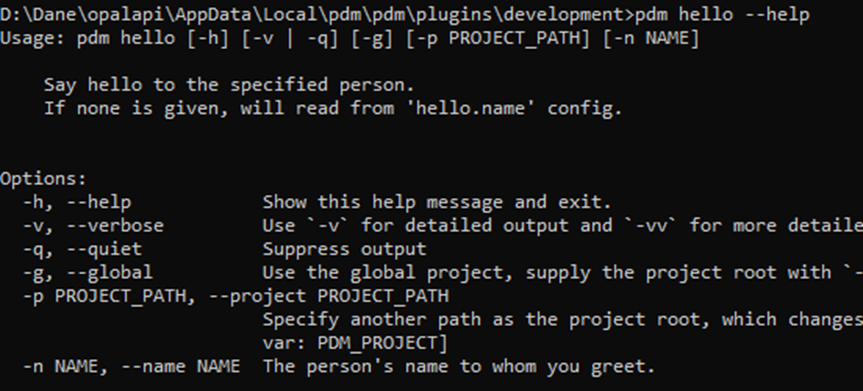 D:\Dane\opalapi\AppData\Local\pdm\pdm\plugins\development>pdm hello --help
Usage: pdm hello [-h] [-v | -q] [-g] [-p PROJECT_PATH] [-n NAME]
Say hello to the specified person.
If none is given, will read from 'hello.name' config.
Options:
-h, --help Show this help message and exit.
-v, --verbose Use `-v` for detailed output and `-vv` for more detaile
-q, --quiet Suppress output
-g, --global Use the global project, supply the project root with `-
-p PROJECT_PATH, --project PROJECT_PATH
Specify another path as the project root, which changes
var: PDM_PROJECT]
-n NAME, --name NAME The person's name to whom you greet.